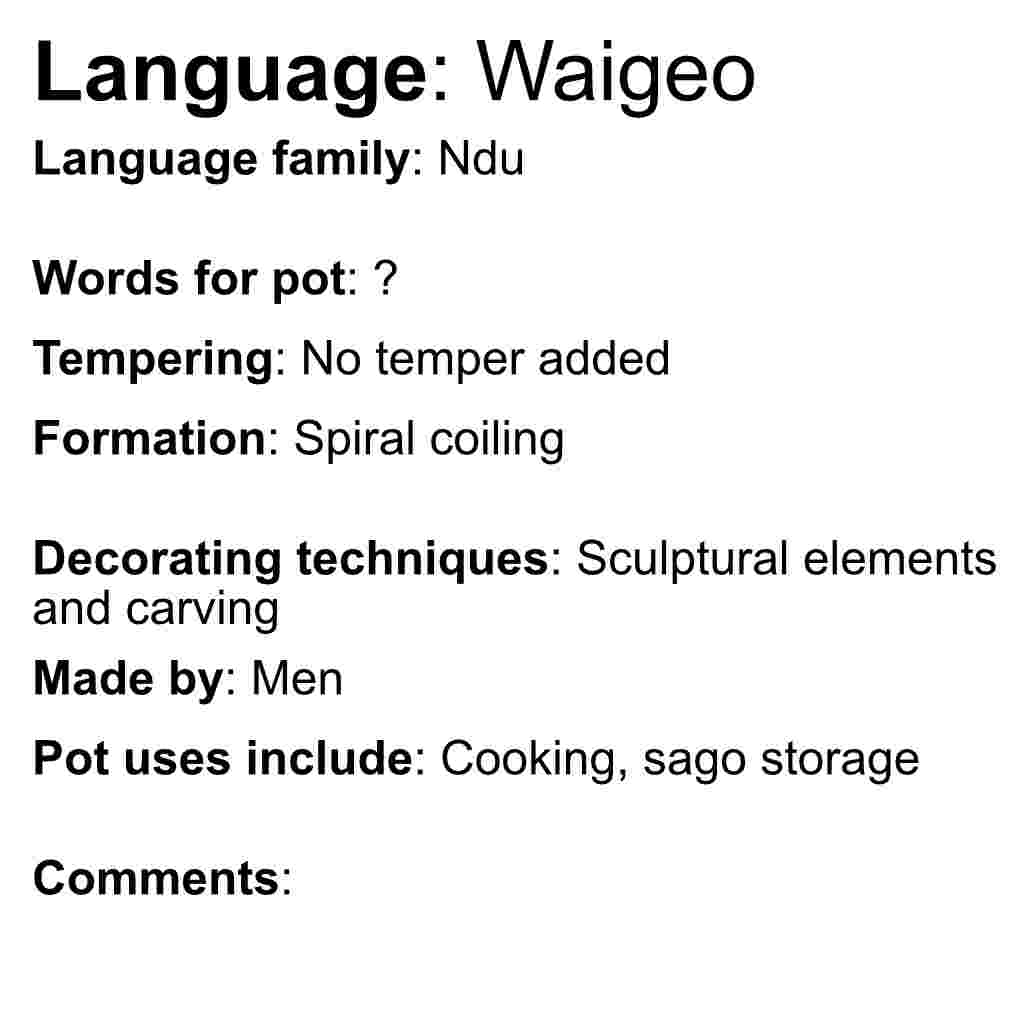 Language: Waigeo
Language family: Ndu
Words for pot: ?
Tempering: No temper added
Formation: Spiral coiling
Decorating techniques: Sculptural elements
and carving
Made by: Men
Pot uses include: Cooking, sago storage
Comments: